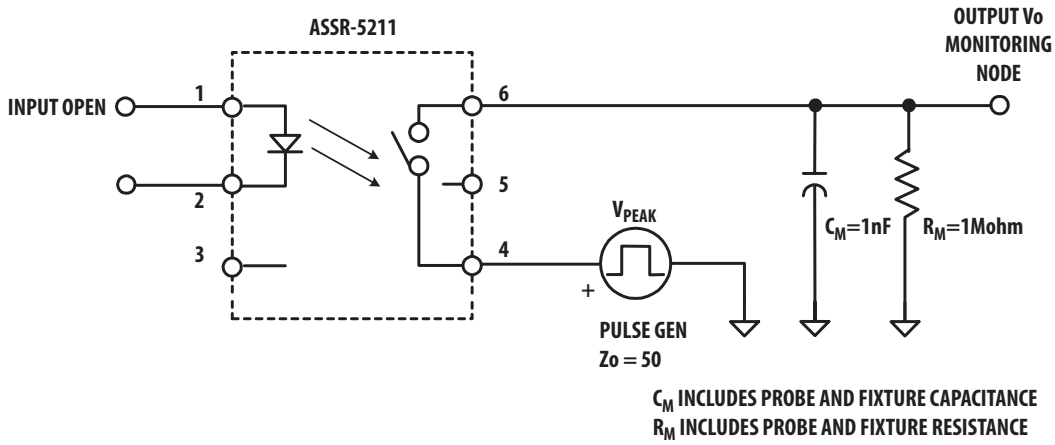 OUTPUT Vo
MONITORING
NODE
ASSR-5211
INPUT OPEN
1
6
2
5
3
4
VPEAK
+
CM=1nF
RM=1Mohm
PULSE GEN
Zo = 50
CM INCLUDES PROBE AND FIXTURE CAPACITANCE
RM INCLUDES PROBE AND FIXTURE RESISTANCE